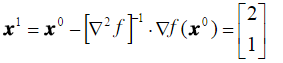 x¹ = x⁰ − [∇²f]⁻¹ · ∇f(x⁰) = [2
1]